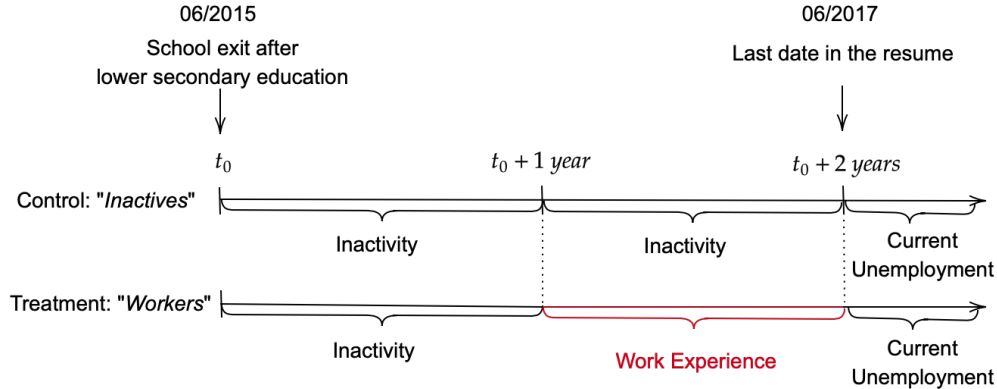 06/2015
06/2017
School exit after
lower secondary education
Last date in the resume
t₀
t₀ + 1 year
t₀ + 2 years
Control: "Inactives"
Inactivity
Inactivity
Current
Unemployment
Treatment: "Workers"
Inactivity
Work Experience
Current
Unemployment